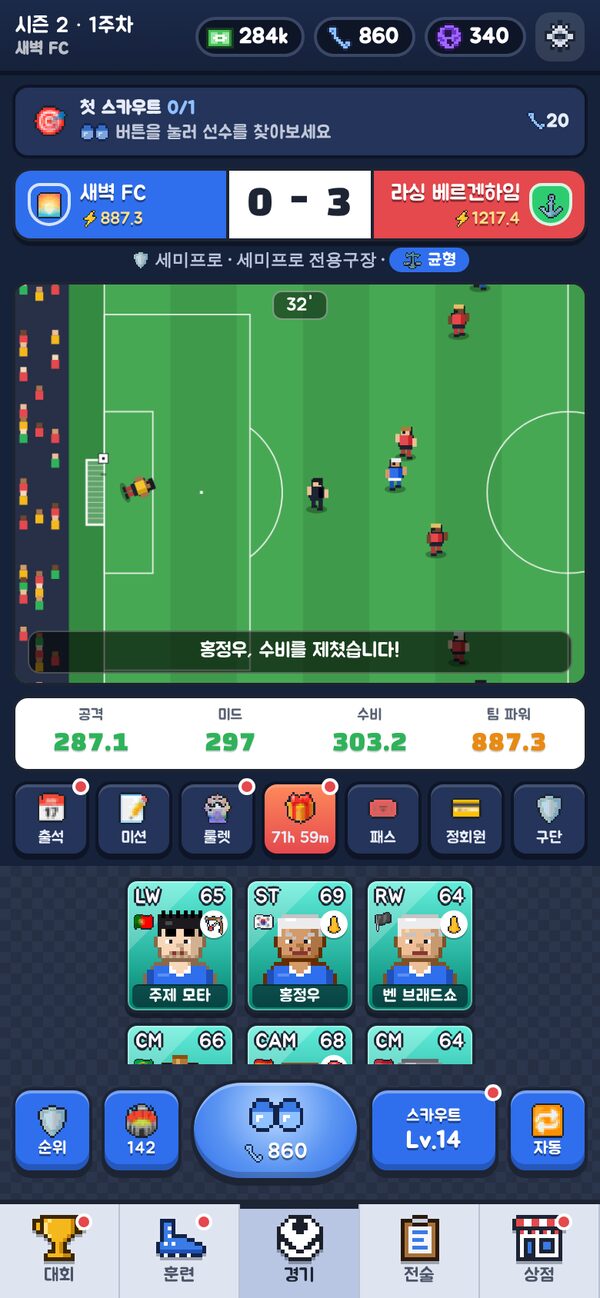 시즌 2 · 1주차
새벽 FC
284k
860
340
첫 스카우트 0/1
버튼을 눌러 선수를 찾아보세요
20
새벽 FC
887.3
0 - 3
라싱 베르겐하임
1217.4
세미프로 · 세미프로 전용구장 · 균형
32'
홍정우, 수비를 제쳤습니다!
공격 미드 수비 팀 파워
287.1 297 303.2 887.3
17
출석 미션 룰렛 71h 59m 패스 정회원 구단
LW 65
주제 모타
ST 69
홍정우
RW 64
벤 브래드쇼
CM 66
CAM 68
CM 64
순위
142
860
스카우트
Lv.14
자동
대회 훈련 경기 전술 상점